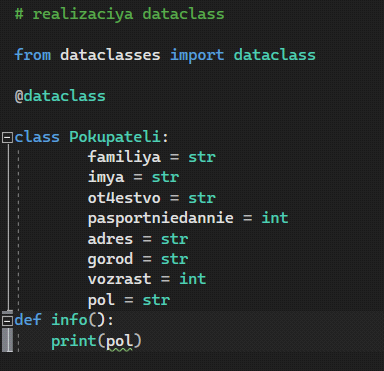 # realizaciya dataclass
from dataclasses import dataclass
@dataclass
class Pokupateli:
familiya = str
imya = str
ot4estvo = str
pasportniedannie = int
adres = str
gorod = str
vozrast = int
pol = str
def info():
print(pol)